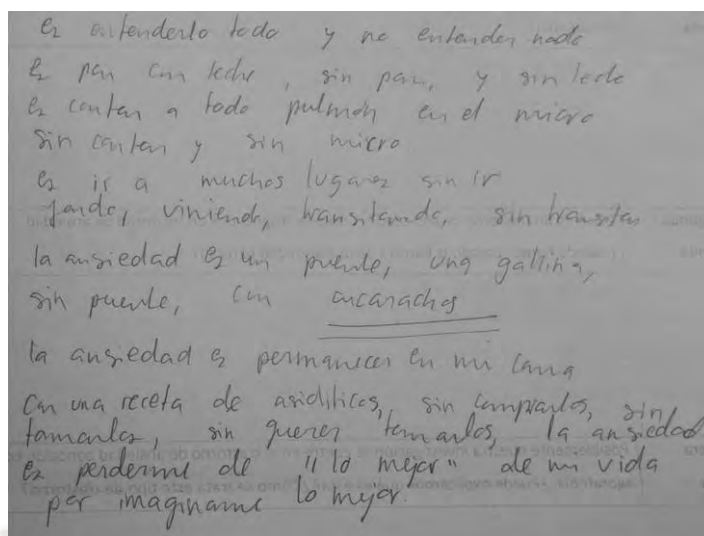 es entenderlo todo y no entender nada
es pan con leche, sin pan, y sin leche
es cantar a todo pulmón en el micro
sin cantar y sin micro
es ir a muchos lugares sin ir
yendo, viniendo, transitando, sin transitar
la ansiedad es un puente, una gallina,
sin puente, con cucarachas
la ansiedad es permanecer en mi cama
con una receta de ansiolíticos, sin comprarlos, sin
tomarlos, sin querer tomarlos, la ansiedad
es perderme de "lo mejor" de mi vida
por imaginarme lo mejor.